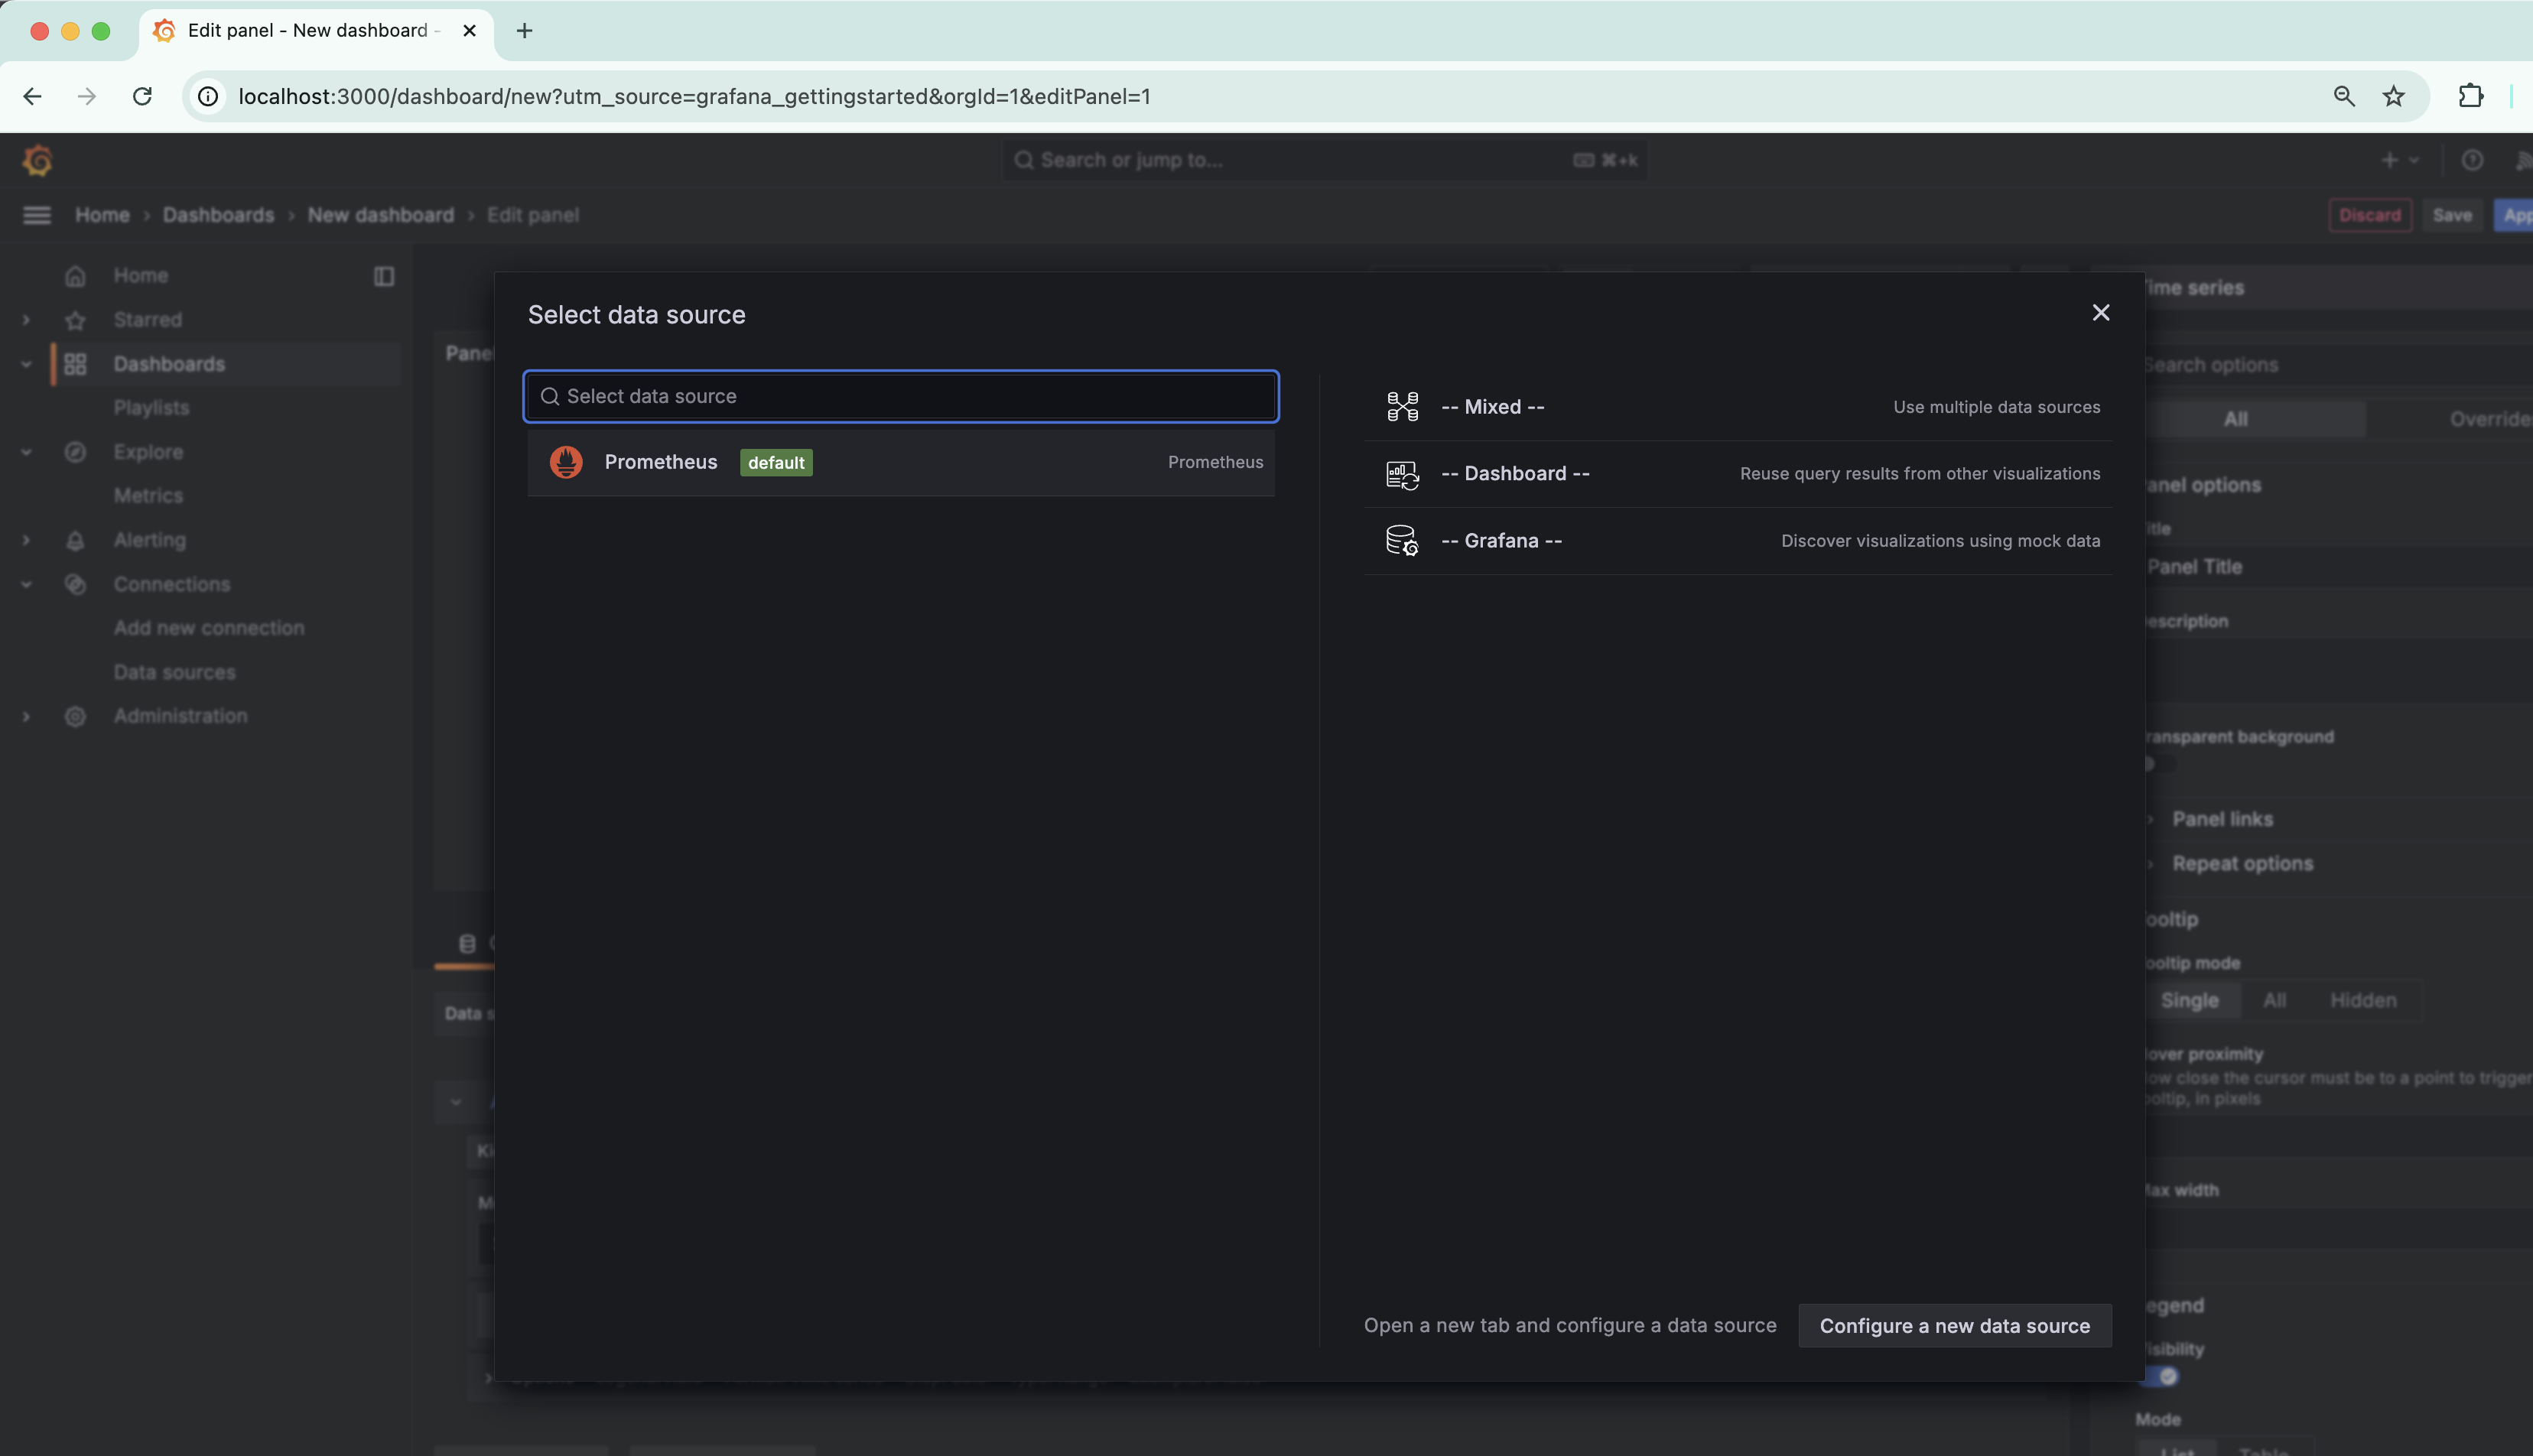 Edit panel - New dashboard -
localhost:3000/dashboard/new?utm_source=grafana_gettingstarted&orgId=1&editPanel=1
Search or jump to...
⌘+k
Home › Dashboards › New dashboard › Edit panel
Discard
Save
App
Home
Starred
Dashboards
Playlists
Explore
Metrics
Alerting
Connections
Add new connection
Data sources
Administration
Panel
Data s
Select data source
Select data source
Prometheus
default
Prometheus
-- Mixed --
Use multiple data sources
-- Dashboard --
Reuse query results from other visualizations
-- Grafana --
Discover visualizations using mock data
Open a new tab and configure a data source
Configure a new data source
ime series
Search options
All
Override
anel options
itle
Panel Title
escription
ransparent background
Panel links
Repeat options
ooltip
ooltip mode
Single
All
Hidden
over proximity
ow close the cursor must be to a point to trigger
ooltip, in pixels
ax width
egend
isibility
Mode
List
Table